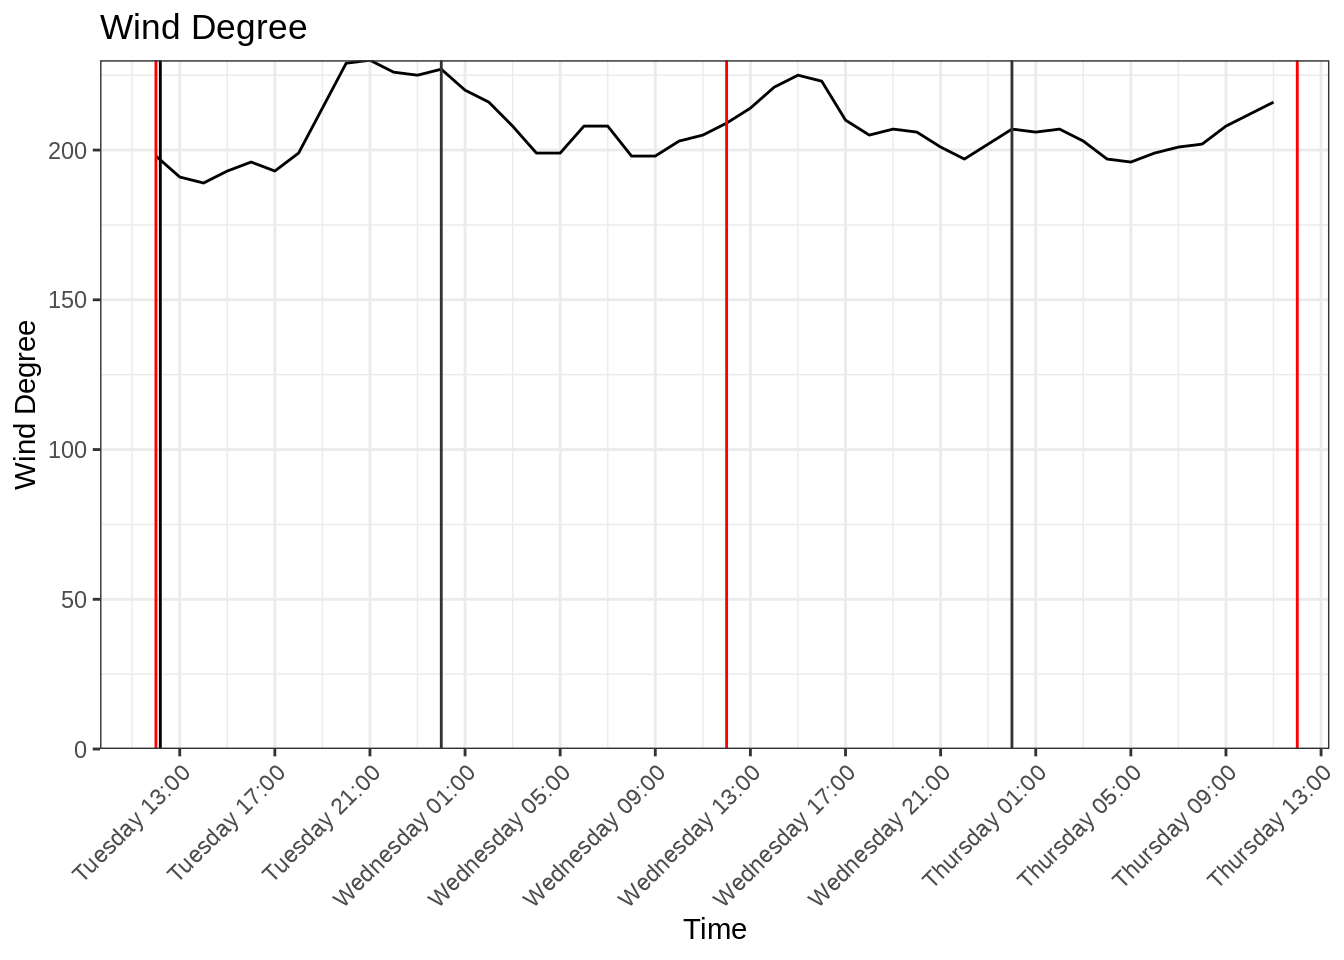 Wind Degree
Wind Degree
200
150
100
50
0
Tuesday 13:00
Tuesday 17:00
Tuesday 21:00
Wednesday 01:00
Wednesday 05:00
Wednesday 09:00
Wednesday 13:00
Wednesday 17:00
Wednesday 21:00
Thursday 01:00
Thursday 05:00
Thursday 09:00
Thursday 13:00
Time